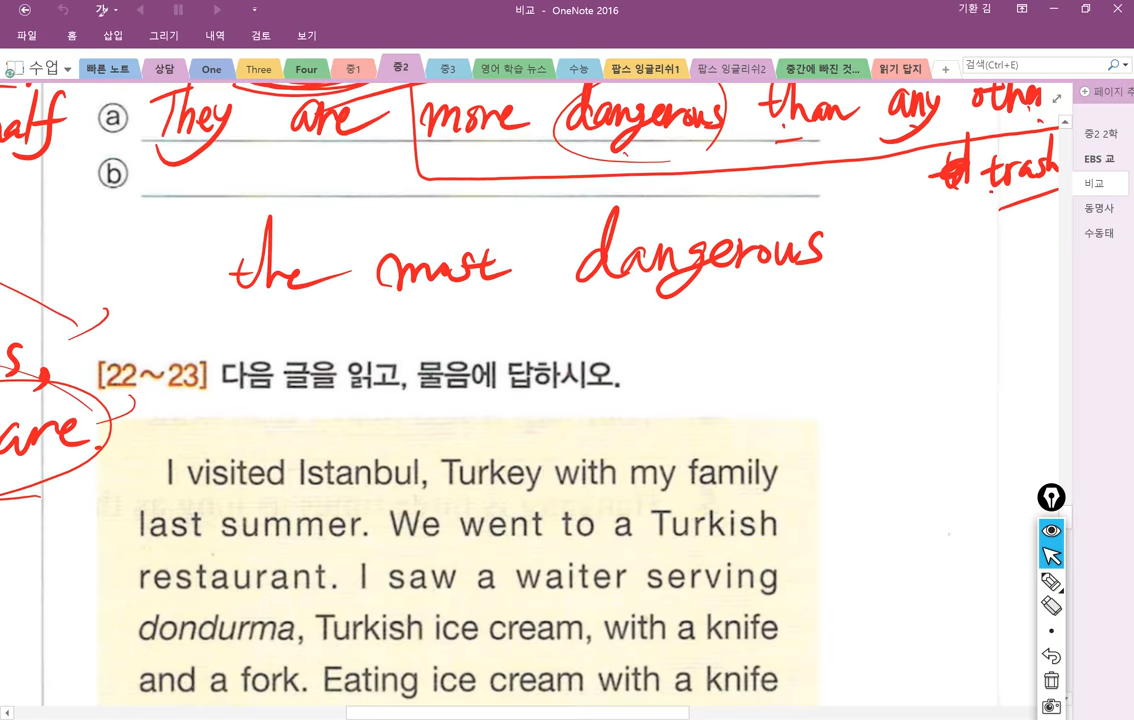 비교 - OneNote 2016
기환 김
파일 홈 삽입 그리기 내역 검토 보기
수업 빠른 노트 상담 One Three Four 중1 중2 중3 영어 학습 뉴스 수능 팝스 잉글리쉬1 팝스 잉글리쉬2 중간에 빠진 것... 읽기 답지 + 검색(Ctrl+E)
페이지 추
중2 2학
EBS 교
비교
동명사
수동태
half
ⓐ They are more dangerous than any other
trash
ⓑ
the most dangerous
s,
are.
[22~23] 다음 글을 읽고, 물음에 답하시오.
I visited Istanbul, Turkey with my family
last summer. We went to a Turkish
restaurant. I saw a waiter serving
dondurma, Turkish ice cream, with a knife
and a fork. Eating ice cream with a knife